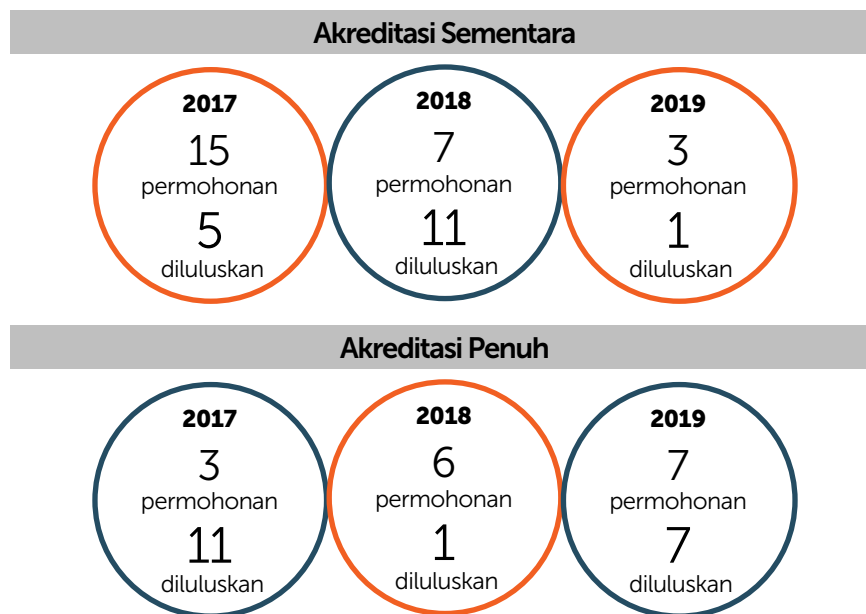 Akreditasi Sementara
2017
15
permohonan
5
diluluskan
2018
7
permohonan
11
diluluskan
2019
3
permohonan
1
diluluskan
Akreditasi Penuh
2017
3
permohonan
11
diluluskan
2018
6
permohonan
1
diluluskan
2019
7
permohonan
7
diluluskan